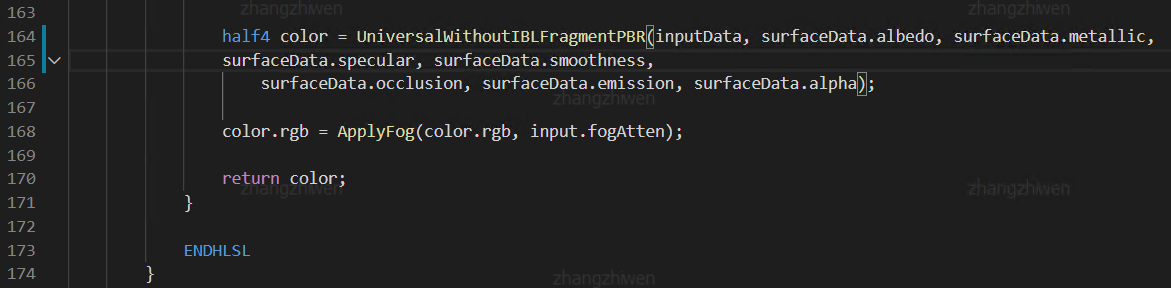 zhangzhiwen zhangzhiwen
163
164 half4 color = UniversalWithoutIBLFragmentPBR(inputData, surfaceData.albedo, surfaceData.metallic,
165 surfaceData.specular, surfaceData.smoothness,
166 surfaceData.occlusion, surfaceData.emission, surfaceData.alpha);
zhangzhiwen
167
168 color.rgb = ApplyFog(color.rgb, input.fogAtten);
169
170 return color;
zhangzhiwen zhangzhiwen
171 }
172
173 ENDHLSL
174 }
zhangzhiwen